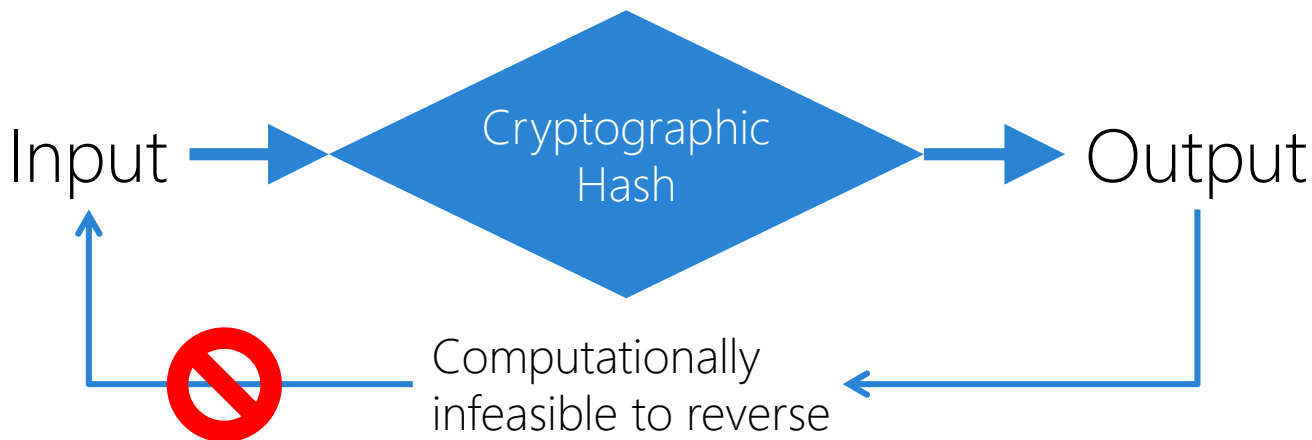 Input
Cryptographic
Hash
Output
Computationally
infeasible to reverse